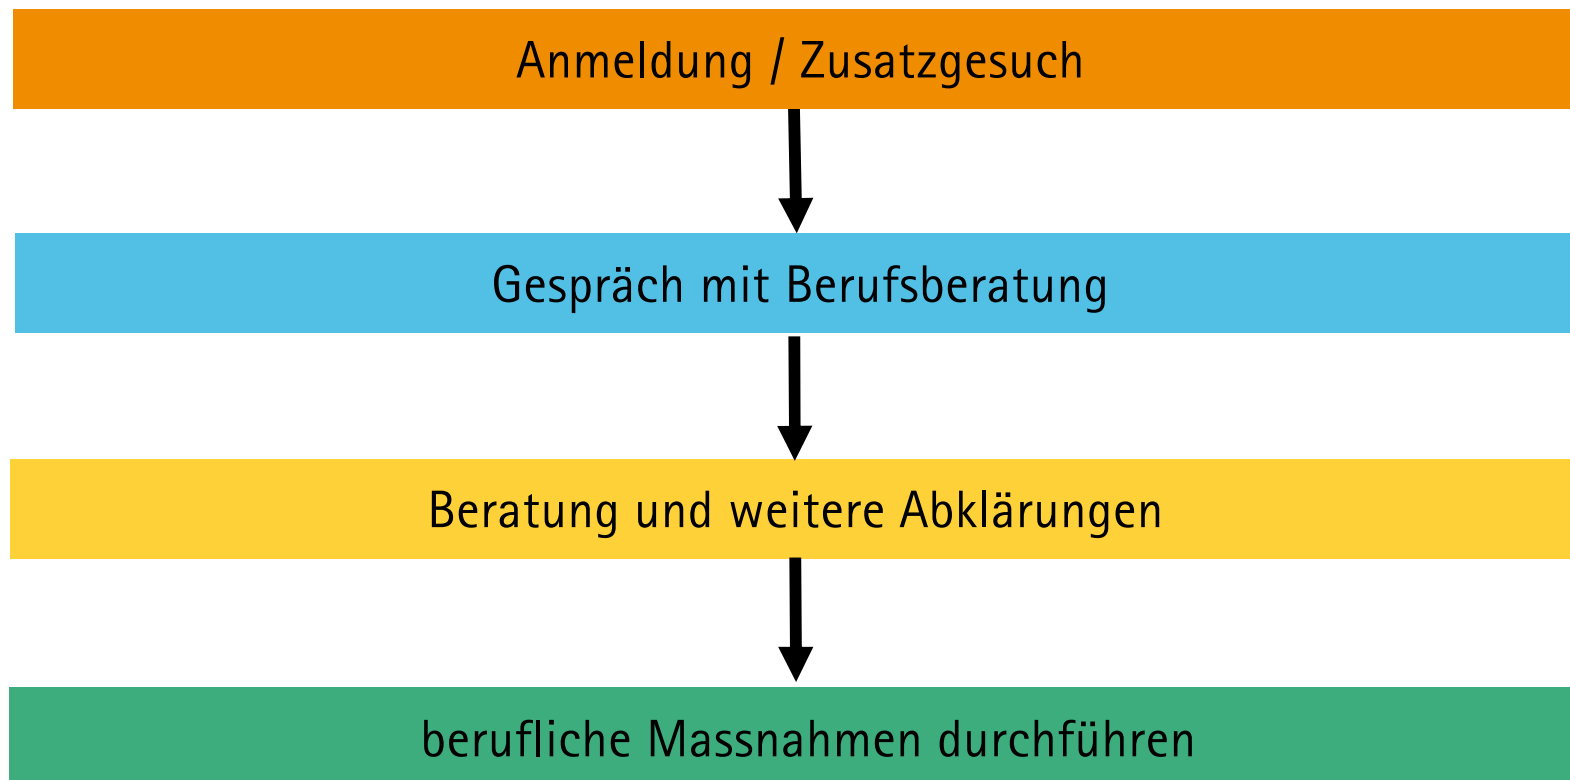 Anmeldung / Zusatzgesuch
Gespräch mit Berufsberatung
Beratung und weitere Abklärungen
berufliche Massnahmen durchführen